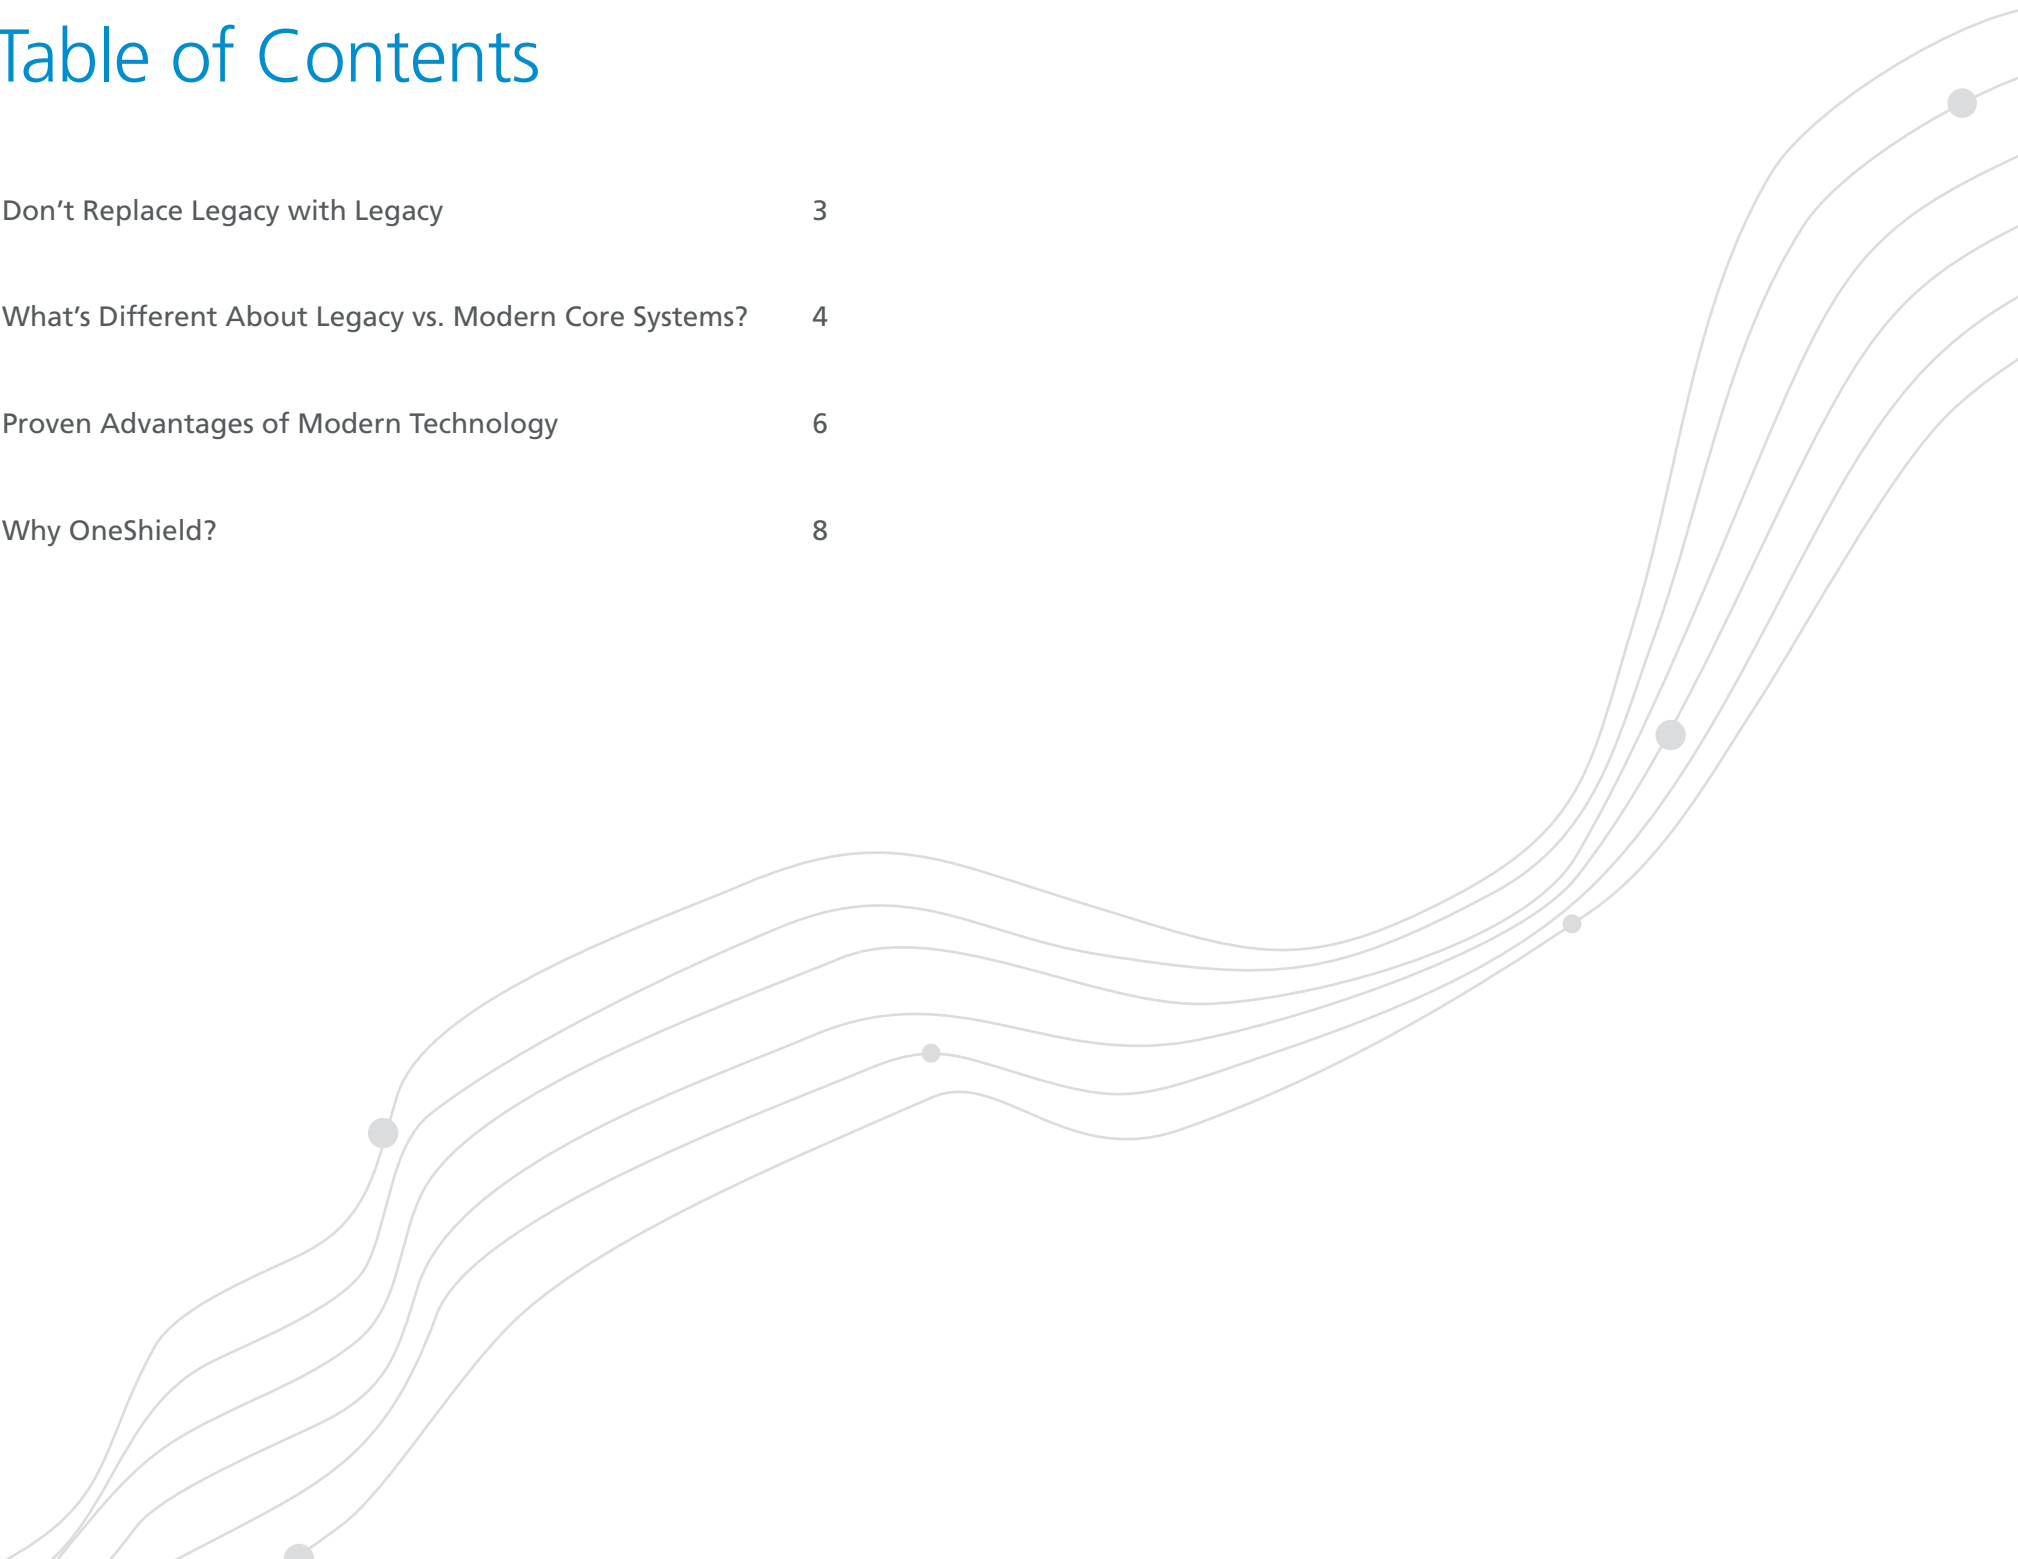 Table of Contents
Don’t Replace Legacy with Legacy 3
What’s Different About Legacy vs. Modern Core Systems? 4
Proven Advantages of Modern Technology 6
Why OneShield? 8